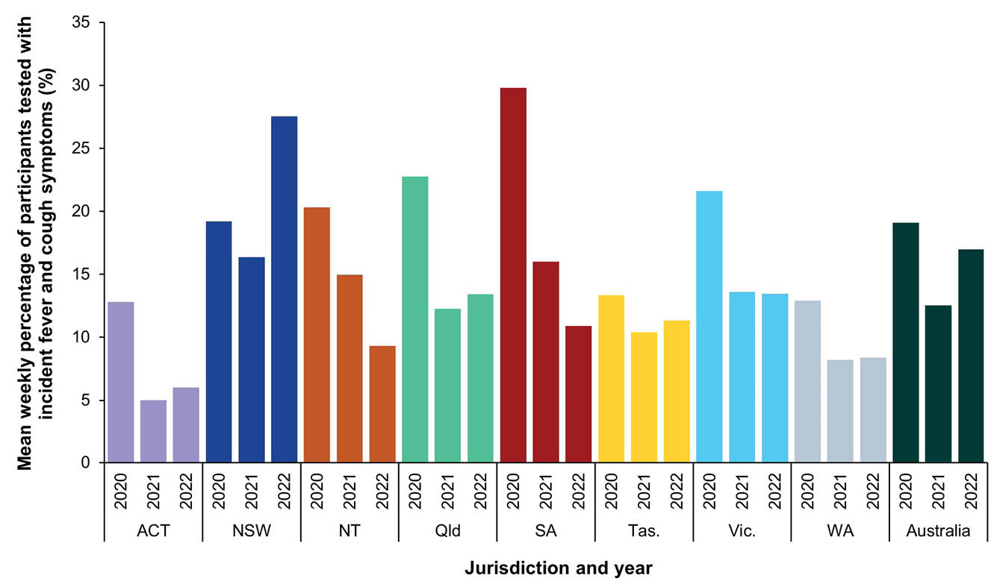 Mean weekly percentage of participants tested with
incident fever and cough symptoms (%)
35
30
25
20
15
10
5
0
2020 2021 2022 2020 2021 2022 2020 2021 2022 2020 2021 2022 2020 2021 2022 2020 2021 2022 2020 2021 2022 2020 2021 2022 2020 2021 2022
ACT NSW NT Qld SA Tas. Vic. WA Australia
Jurisdiction and year